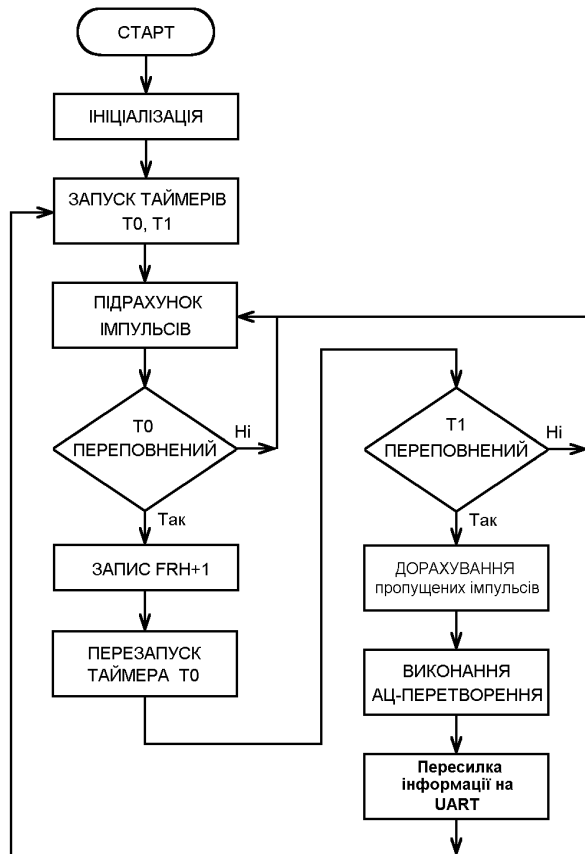 СТАРТ
ІНІЦІАЛІЗАЦІЯ
ЗАПУСК ТАЙМЕРІВ
Т0, Т1
ПІДРАХУНОК
ІМПУЛЬСІВ
Т0
ПЕРЕПОВНЕНИЙ
Ні
Так
ЗАПИС FRH+1
ПЕРЕЗАПУСК
ТАЙМЕРА Т0
Т1
ПЕРЕПОВНЕНИЙ
Ні
Так
ДОРАХУВАННЯ
пропущених імпульсів
ВИКОНАННЯ
АЦ-ПЕРЕТВОРЕННЯ
Пересилка
інформації на
UART